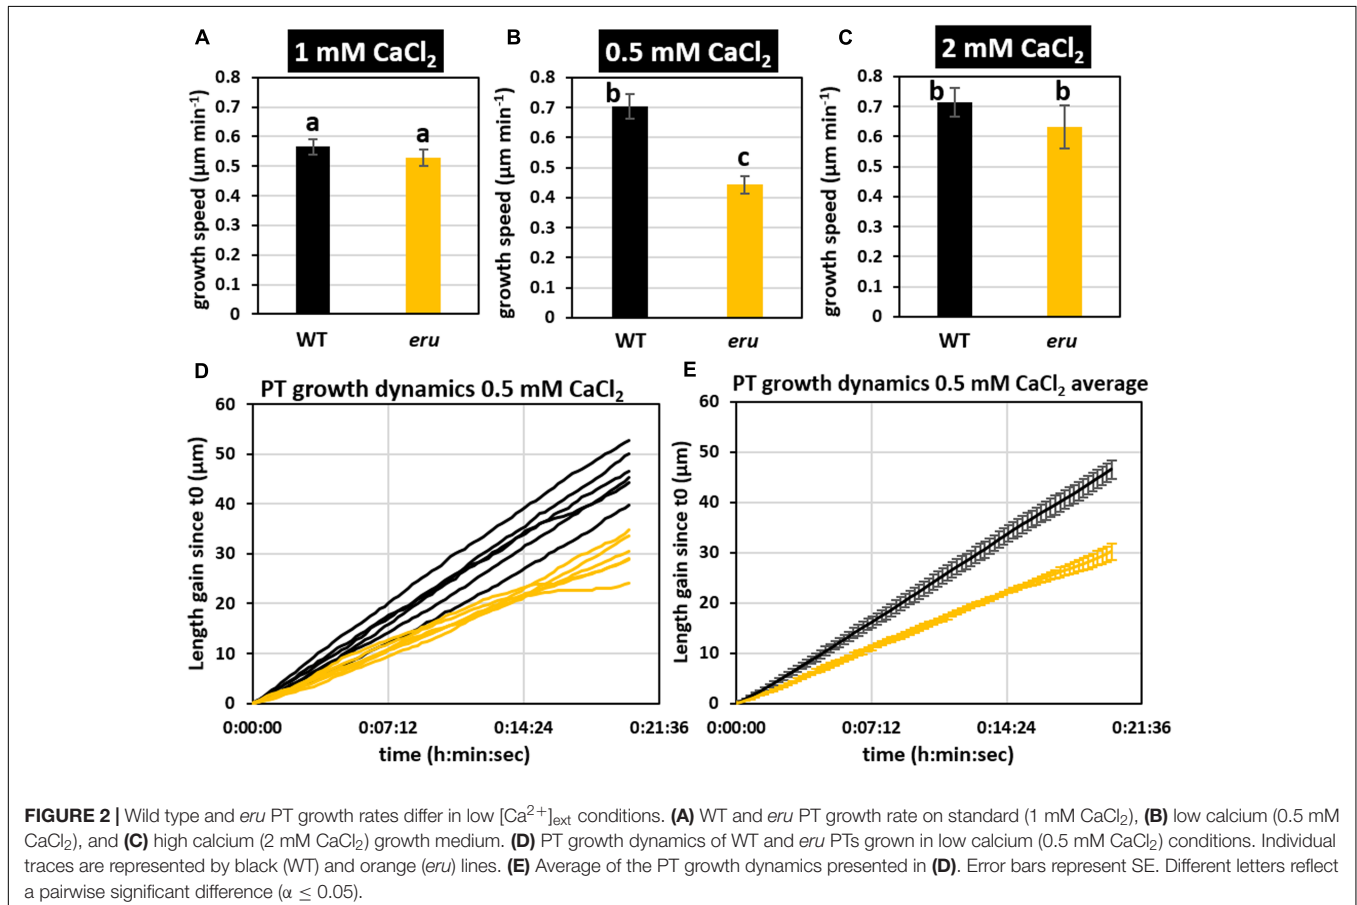 A
1 mM CaCl₂
growth speed (µm min⁻¹)
0.8
0.7
0.6
0.5
0.4
0.3
0.2
0.1
0
a
a
WT
eru
B
0.5 mM CaCl₂
growth speed (µm min⁻¹)
0.8
0.7
0.6
0.5
0.4
0.3
0.2
0.1
0
b
c
WT
eru
C
2 mM CaCl₂
growth speed (µm min⁻¹)
0.8
0.7
0.6
0.5
0.4
0.3
0.2
0.1
0
b
b
WT
eru
D
PT growth dynamics 0.5 mM CaCl₂
Length gain since t0 (µm)
60
50
40
30
20
10
0
0:00:00
0:07:12
0:14:24
0:21:36
time (h:min:sec)
E
PT growth dynamics 0.5 mM CaCl₂ average
Length gain since t0 (µm)
60
50
40
30
20
10
0
0:00:00
0:07:12
0:14:24
0:21:36
time (h:min:sec)
FIGURE 2 | Wild type and eru PT growth rates differ in low [Ca²⁺]ext conditions. (A) WT and eru PT growth rate on standard (1 mM CaCl₂), (B) low calcium (0.5 mM
CaCl₂), and (C) high calcium (2 mM CaCl₂) growth medium. (D) PT growth dynamics of WT and eru PTs grown in low calcium (0.5 mM CaCl₂) conditions. Individual
traces are represented by black (WT) and orange (eru) lines. (E) Average of the PT growth dynamics presented in (D). Error bars represent SE. Different letters reflect
a pairwise significant difference (α ≤ 0.05).